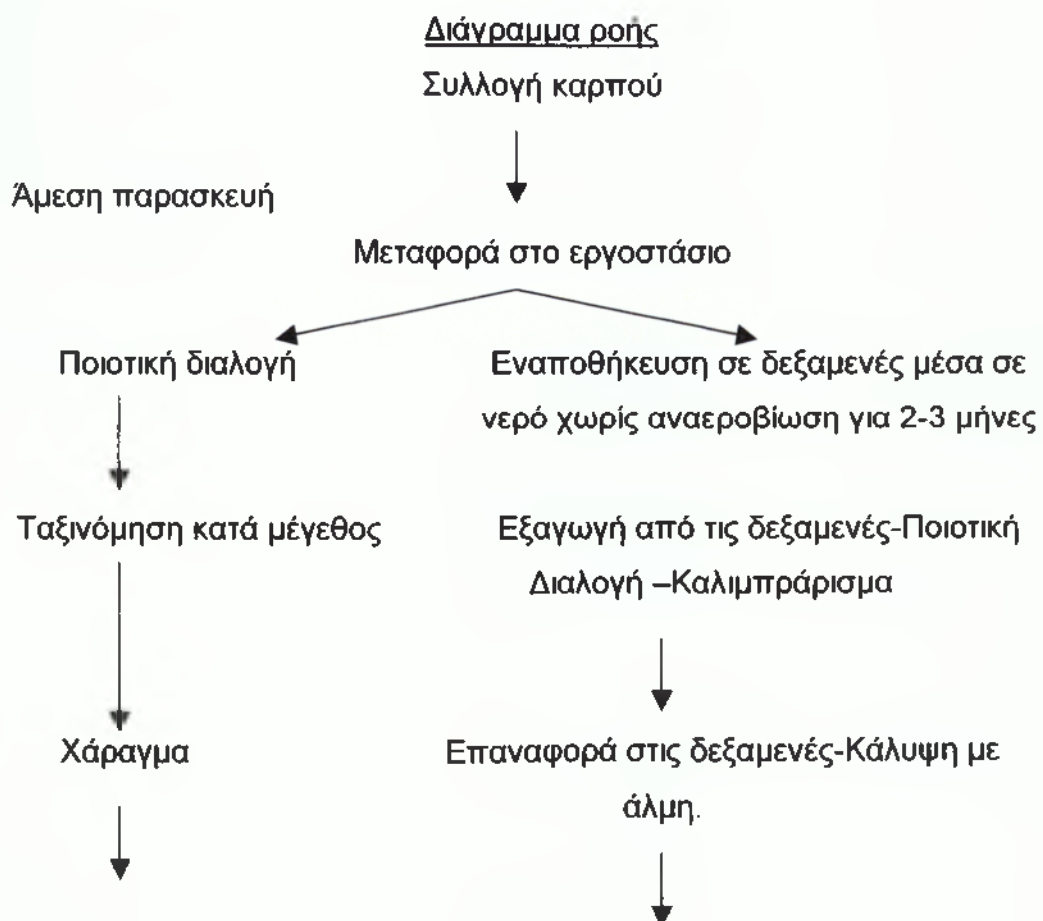 Διάγραμμα ροής
Συλλογή καρπού
Άμεση παρασκευή
Μεταφορά στο εργοστάσιο
Ποιοτική διαλογή
Εναποθήκευση σε δεξαμενές μέσα σε
νερό χωρίς αναεροβίωση για 2-3 μήνες
Ταξινόμηση κατά μέγεθος
Εξαγωγή από τις δεξαμενές-Ποιοτική
Διαλογή –Καλιμπράρισμα
Χάραγμα
Επαναφορά στις δεξαμενές-Κάλυψη με
άλμη.